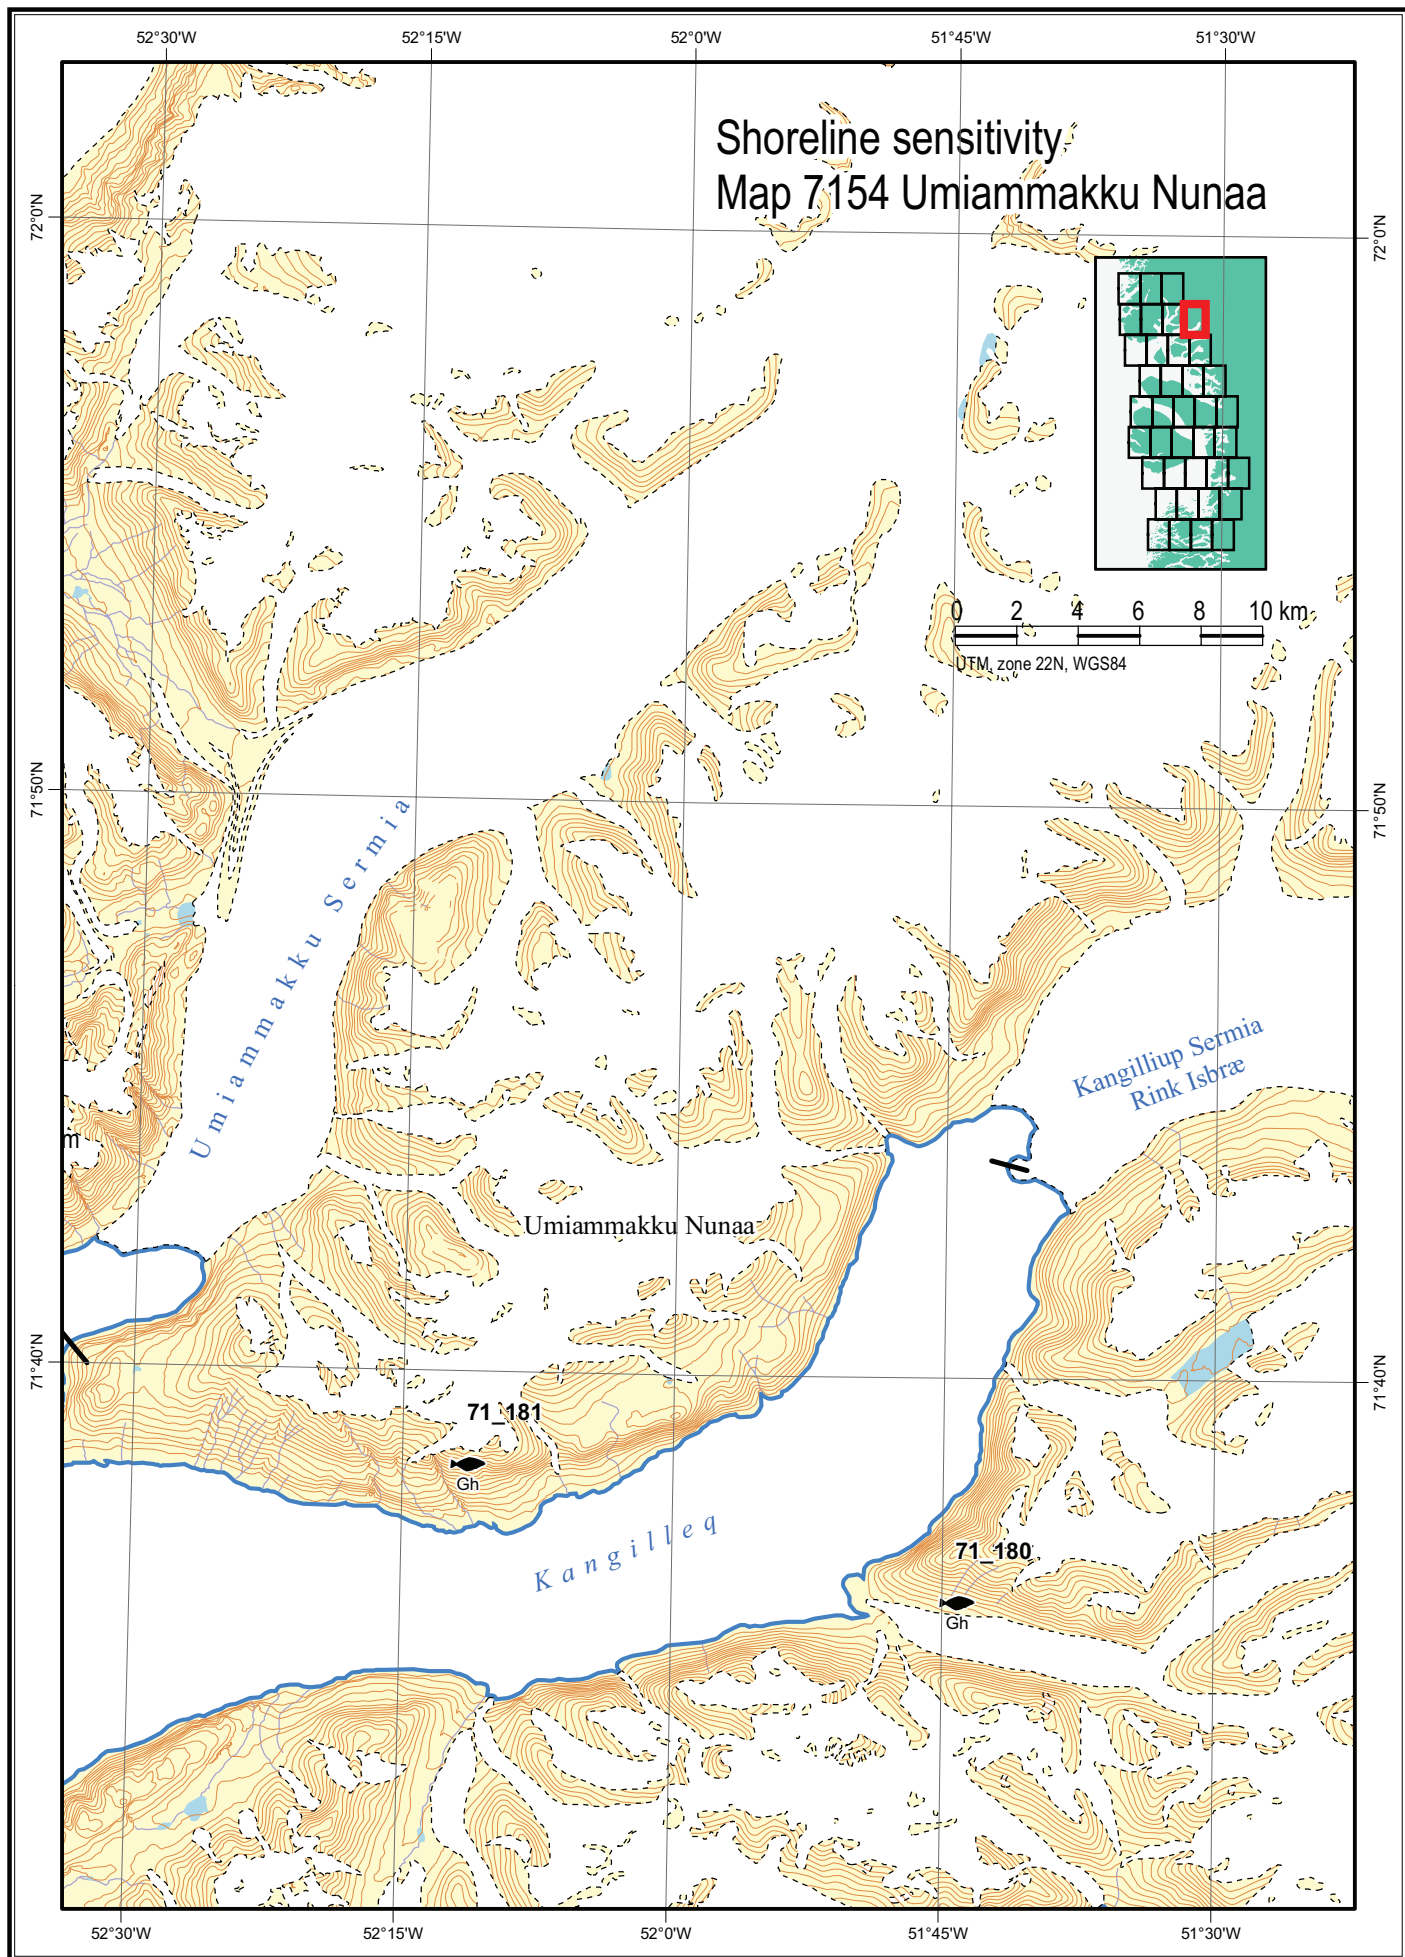 52°30'W 52°15'W 52°0'W 51°45'W 51°30'W
Shoreline sensitivity
Map 7154 Umiammakku Nunaa
72°0'N
72°0'N
0 2 4 6 8 10 km
UTM, zone 22N, WGS84
71°50'N
71°50'N
Umiammakku Sermia
Kangilliup Sermia
Rink Isbræ
m
Umiammakku Nunaa
71°40'N
71°40'N
71_181
Gh
Kangilleq
71_180
Gh
52°30'W 52°15'W 52°0'W 51°45'W 51°30'W